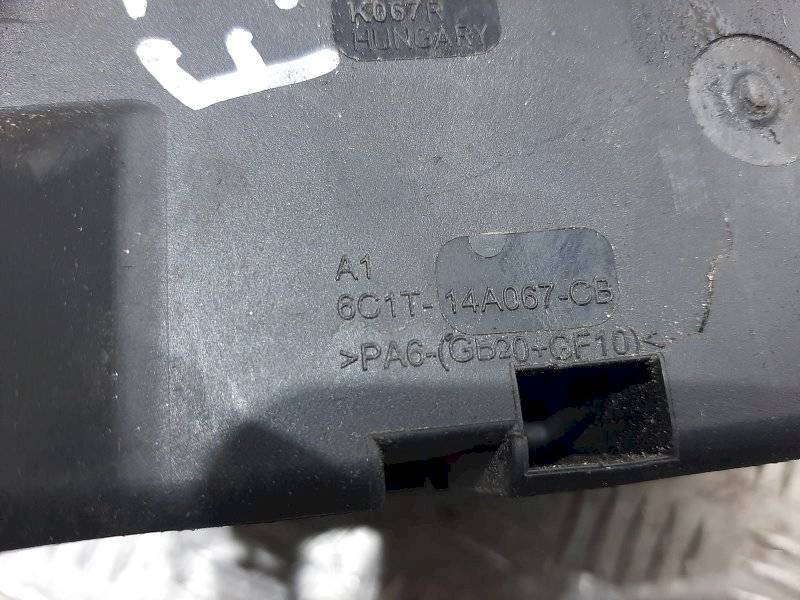 K067R
HUNGARY
A1
6C1T-14A067-CB
>PA6-(GB20+GF10)<